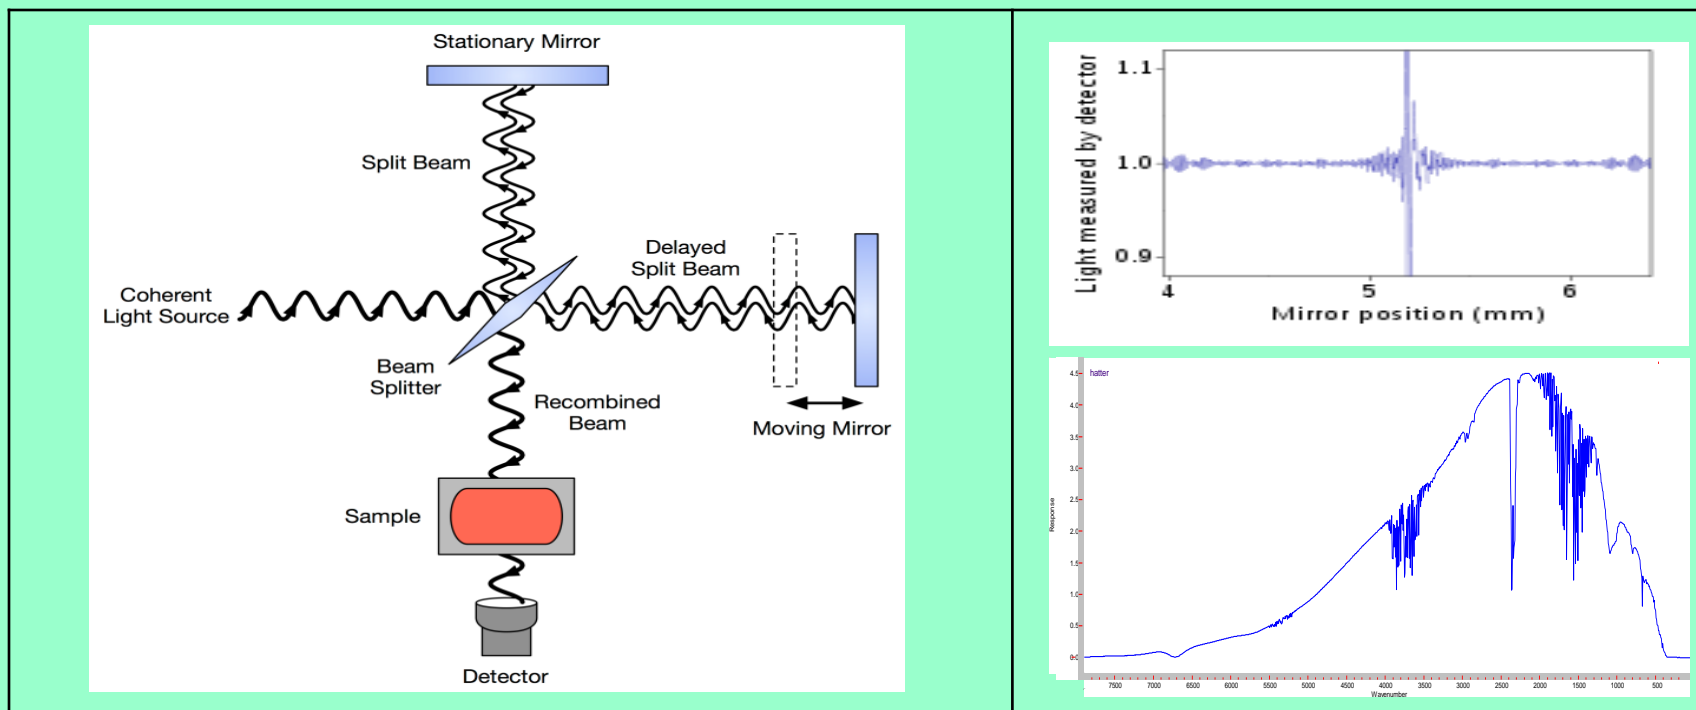 Stationary Mirror
Split Beam
Delayed
Split Beam
Coherent
Light Source
Beam
Splitter
Recombined
Beam
Moving Mirror
Sample
Detector
Light measured by detector
1.1
1.0
0.9
4
5
6
Mirror position (mm)
hatter
Response
4.5
4.0
3.5
3.0
2.5
2.0
1.5
1.0
0.5
0.0
7500 7000 6500 6000 5500 5000 4500 4000 3500 3000 2500 2000 1500 1000 500
Wavenumber